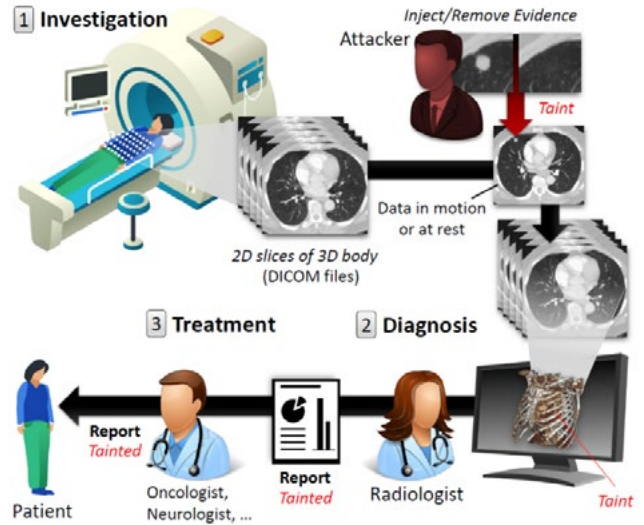 1 Investigation
Inject/Remove Evidence
Attacker
Taint
Data in motion
or at rest
2D slices of 3D body
(DICOM files)
3 Treatment
2 Diagnosis
Report
Tainted
Report
Tainted
Taint
Patient
Oncologist,
Neurologist, ...
Radiologist